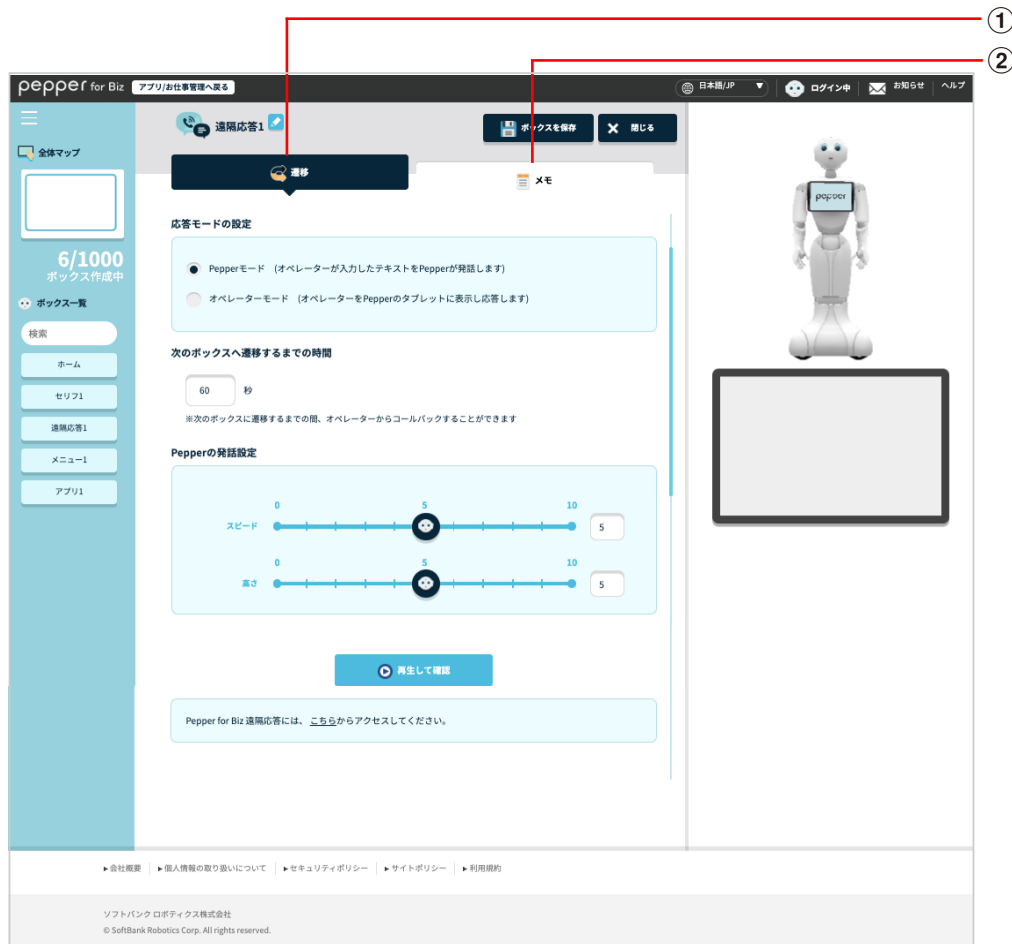 ①
②
pepper for Biz アプリ/お仕事管理へ戻る 日本語/JP ▼ ログイン中 お知らせ ヘルプ
遠隔応答1 ボックスを保存 × 閉じる
全体マップ
遷移 メモ
6/1000
ボックス作成中
ボックス一覧
検索
ホーム
セリフ1
遠隔応答1
メニュー1
アプリ1
応答モードの設定
Pepperモード (オペレーターが入力したテキストをPepperが発話します)
オペレーターモード (オペレーターをPepperのタブレットに表示し応答します)
次のボックスへ遷移するまでの時間
60 秒
※次のボックスに遷移するまでの間、オペレーターからコールバックすることができます
Pepperの発話設定
0 5 10
スピード 5
0 5 10
高さ 5
再生して確認
Pepper for Biz 遠隔応答には、こちらからアクセスしてください。
pepper
▶会社概要 ▶個人情報の取り扱いについて ▶セキュリティポリシー ▶サイトポリシー ▶利用規約
ソフトバンク ロボティクス株式会社
© SoftBank Robotics Corp. All rights reserved.